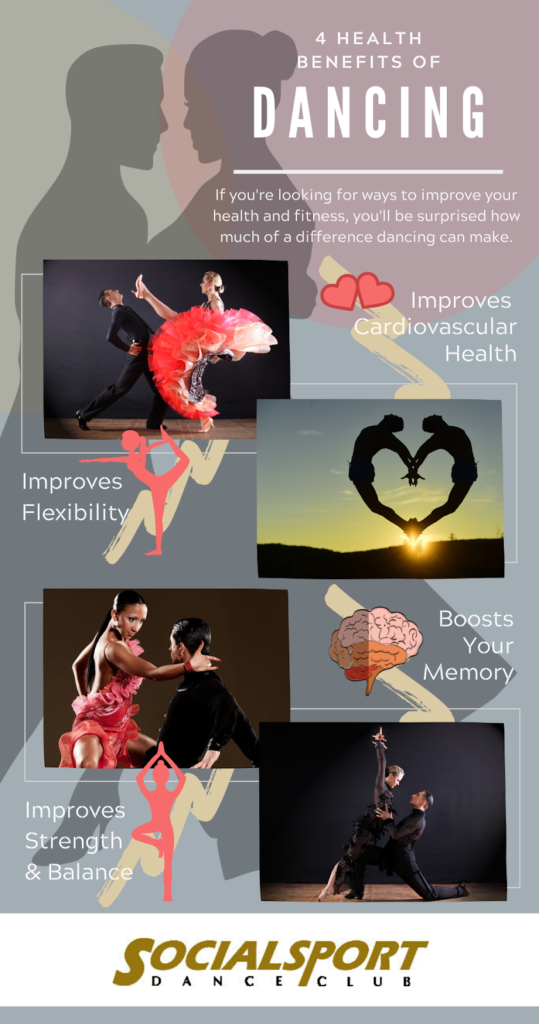 4 HEALTH
BENEFITS OF
DANCING
If you're looking for ways to improve your
health and fitness, you'll be surprised how
much of a difference dancing can make.
Improves
Cardiovascular
Health
Improves
Flexibility
Boosts
Your
Memory
Improves
Strength
& Balance
SOCIALSPORT
DANCE CLUB